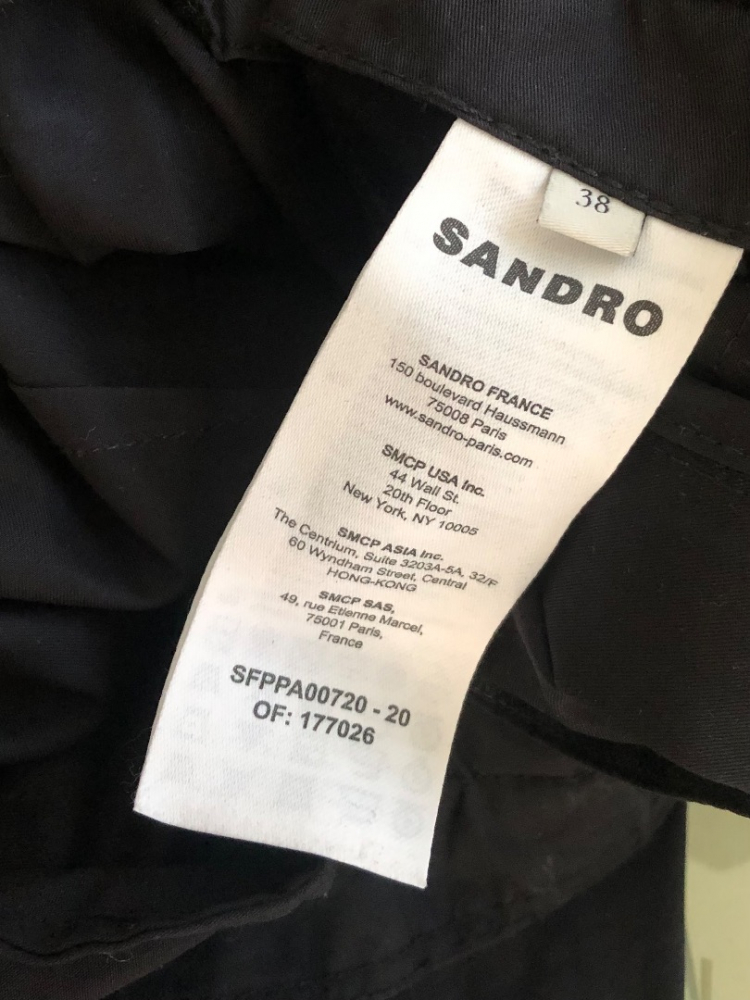 38
SANDRO
SANDRO FRANCE
150 boulevard Haussmann
75008 Paris
www.sandro-paris.com
SMCP USA Inc.
44 Wall St.
20th Floor
New York, NY 10005
SMCP ASIA Inc.
The Centrium, Suite 3203A-5A, 32/F
60 Wyndham Street, Central
HONG-KONG
SMCP SAS,
49, rue Etienne Marcel,
75001 Paris,
France
SFPPA00720 - 20
OF: 177026